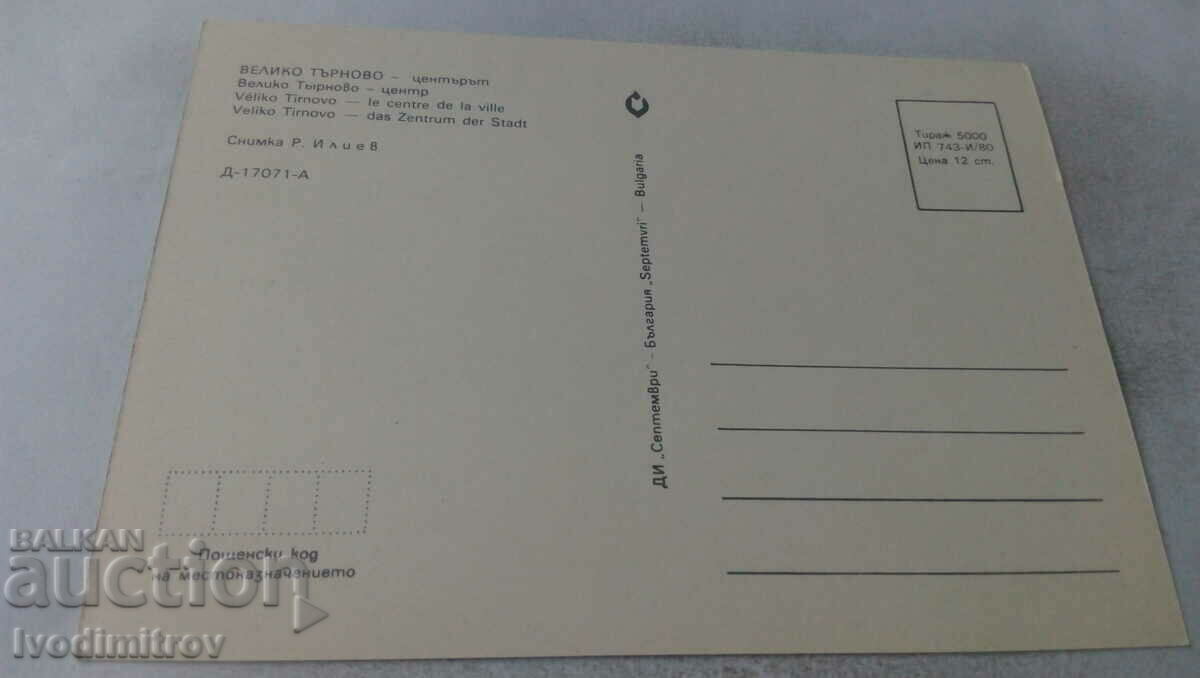 ВЕЛИКО ТЪРНОВО – центърът
Велико Тырново – центр
Véliko Tirnovo — le centre de la ville
Veliko Tirnovo — das Zentrum der Stadt
Снимка Р. Илиев
Д-17071-А
ДИ „Септември" – България „Septemvri" – Bulgaria
Тираж 5000
ИП 743-И/80
Цена 12 ст.
Пощенски код
на местоназначението
BALKAN
auction
Ivodimitrov